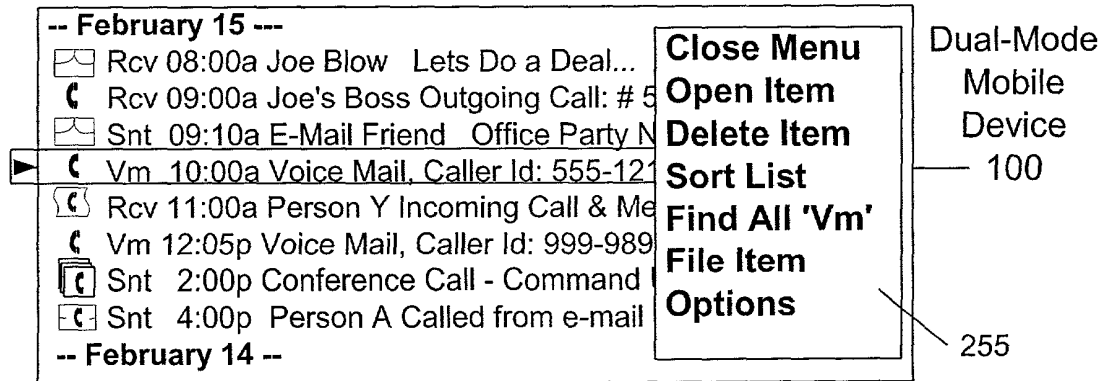 -- February 15 ---
Rcv 08:00a Joe Blow Lets Do a Deal...
Rcv 09:00a Joe's Boss Outgoing Call: # 5
Snt 09:10a E-Mail Friend Office Party N
Vm 10:00a Voice Mail, Caller Id: 555-121
Rcv 11:00a Person Y Incoming Call & Me
Vm 12:05p Voice Mail, Caller Id: 999-989
Snt 2:00p Conference Call - Command
Snt 4:00p Person A Called from e-mail
-- February 14 --
Close Menu
Open Item
Delete Item
Sort List
Find All 'Vm'
File Item
Options
Dual-Mode
Mobile
Device
100
255